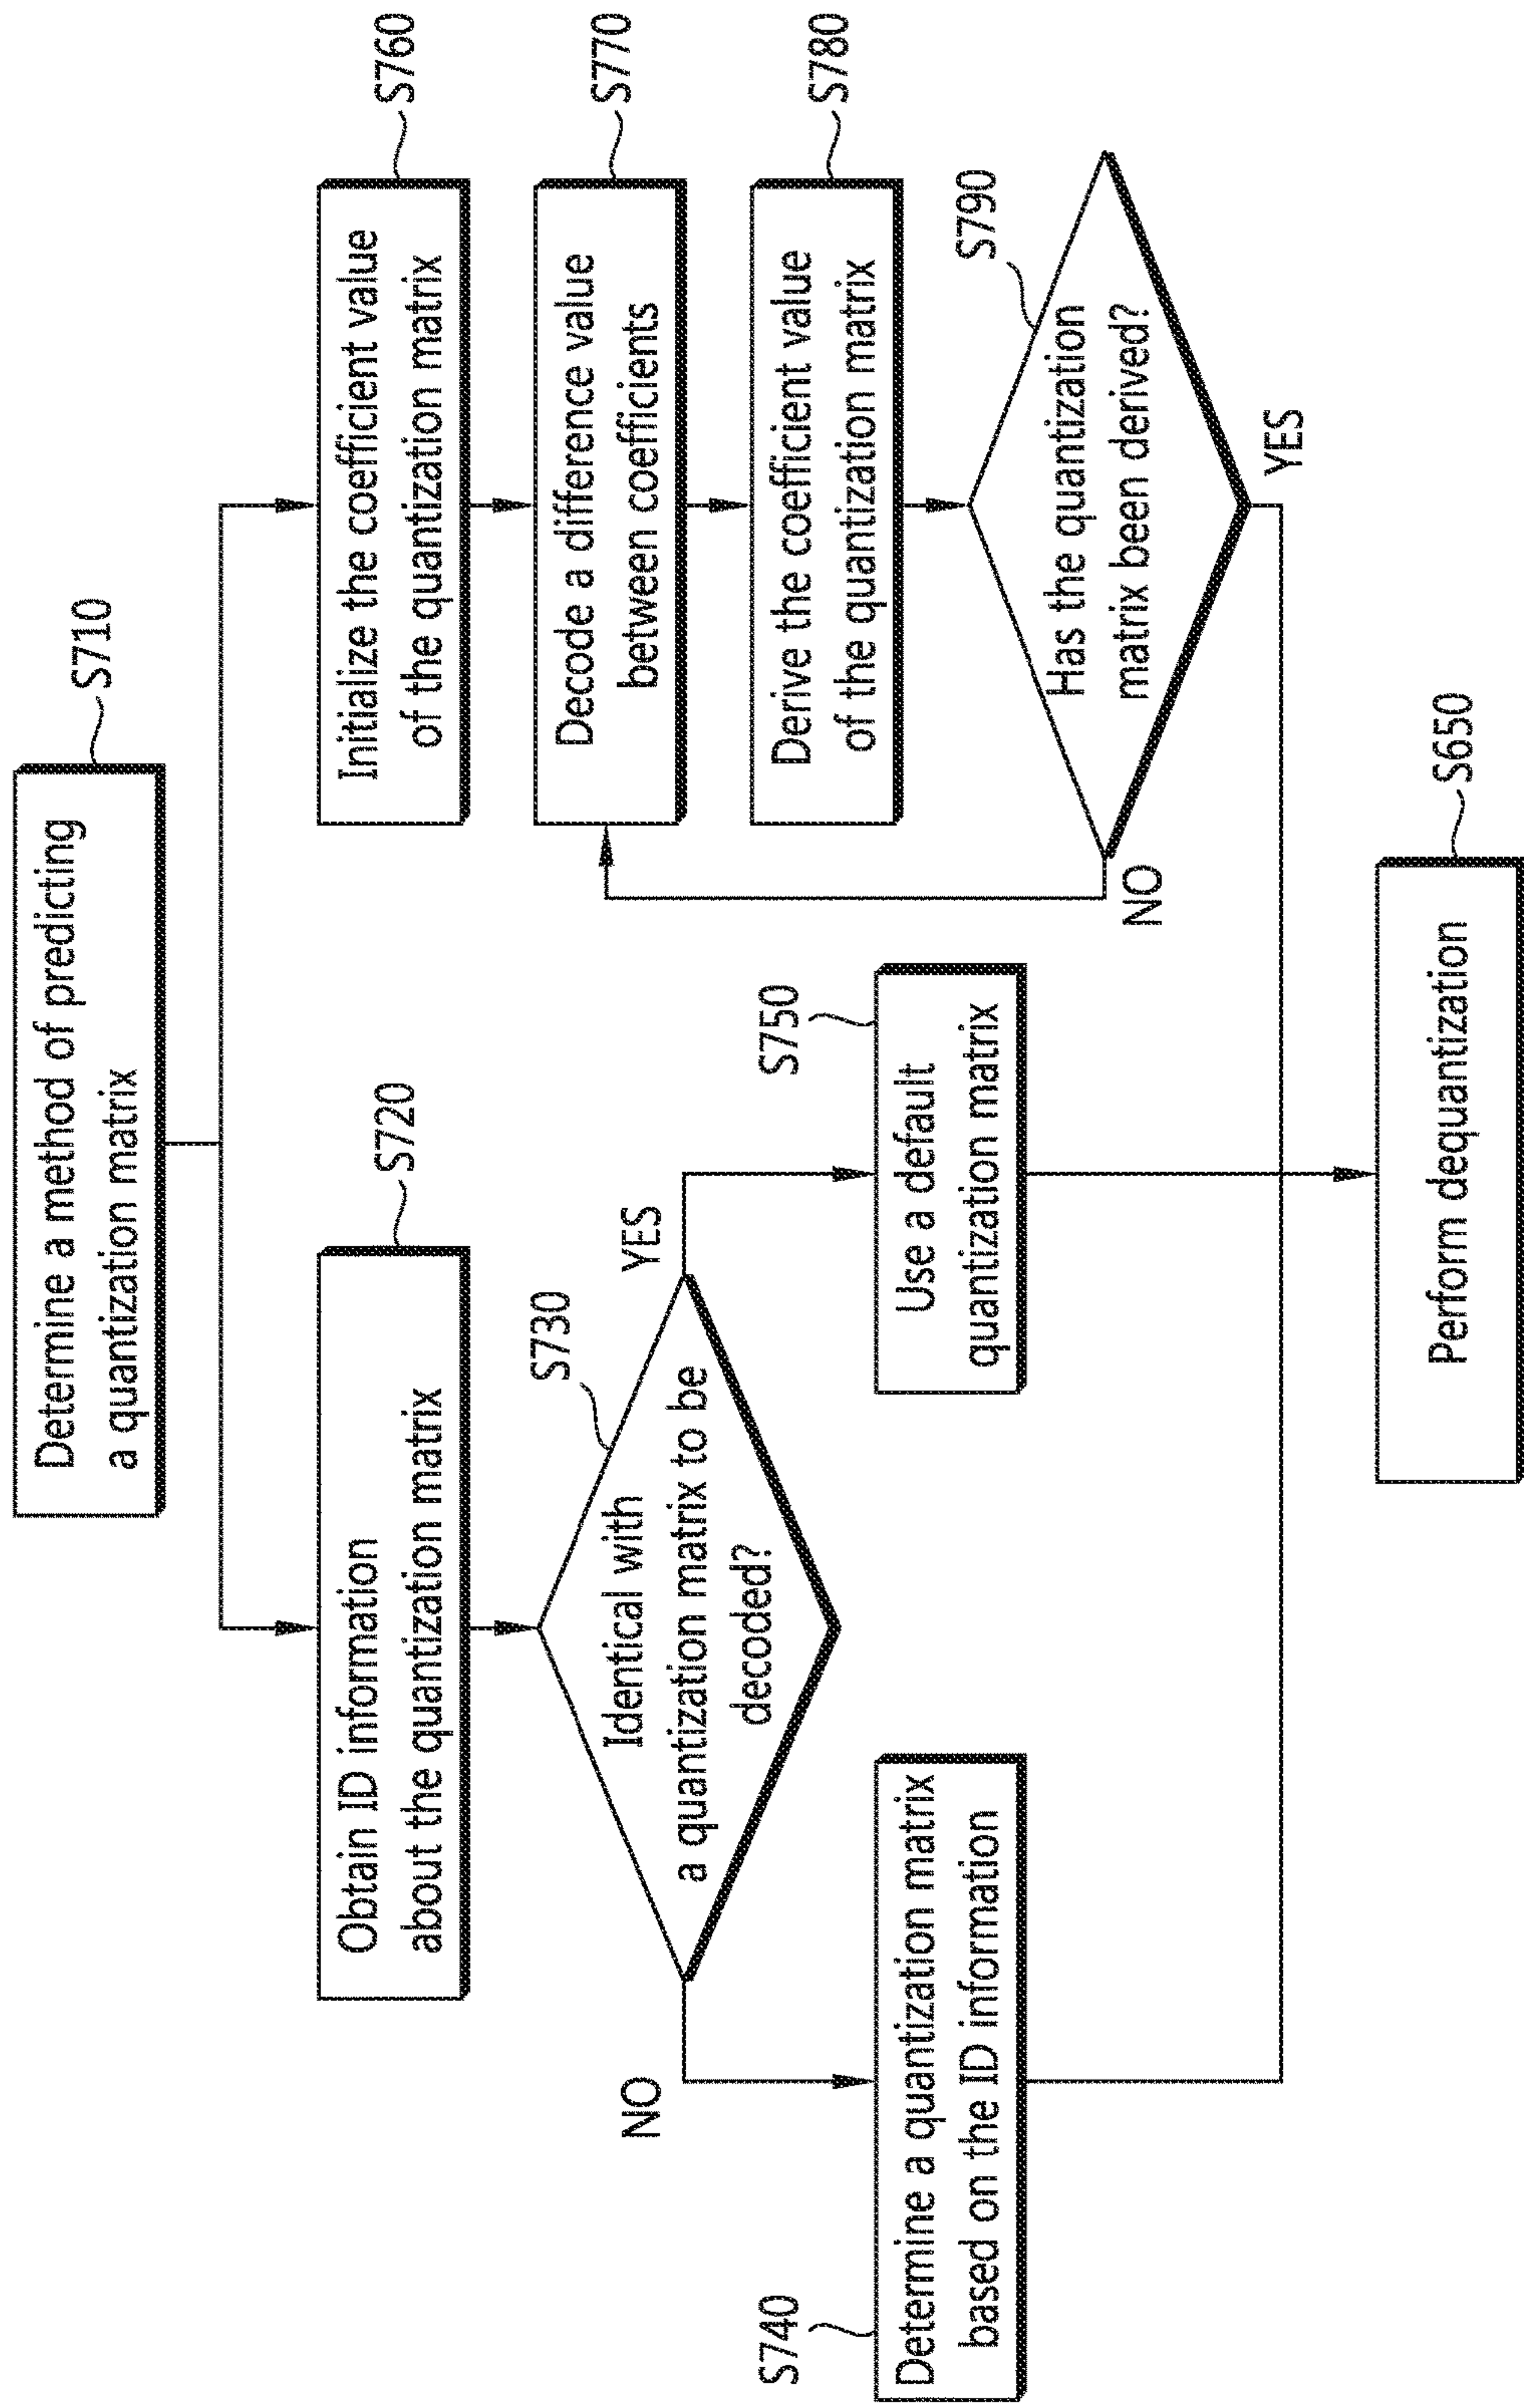 Determine a method of predicting
a quantization matrix
S710
Obtain ID information
about the quantization matrix
S720
Identical with
a quantization matrix to be
decoded?
S730
NO
YES
S740
Determine a quantization matrix
based on the ID information
S750
Use a default
quantization matrix
Initialize the coefficient value
of the quantization matrix
S760
Decode a difference value
between coefficients
S770
Derive the coefficient value
of the quantization matrix
S780
Has the quantization
matrix been derived?
S790
NO
YES
Perform dequantization
S650